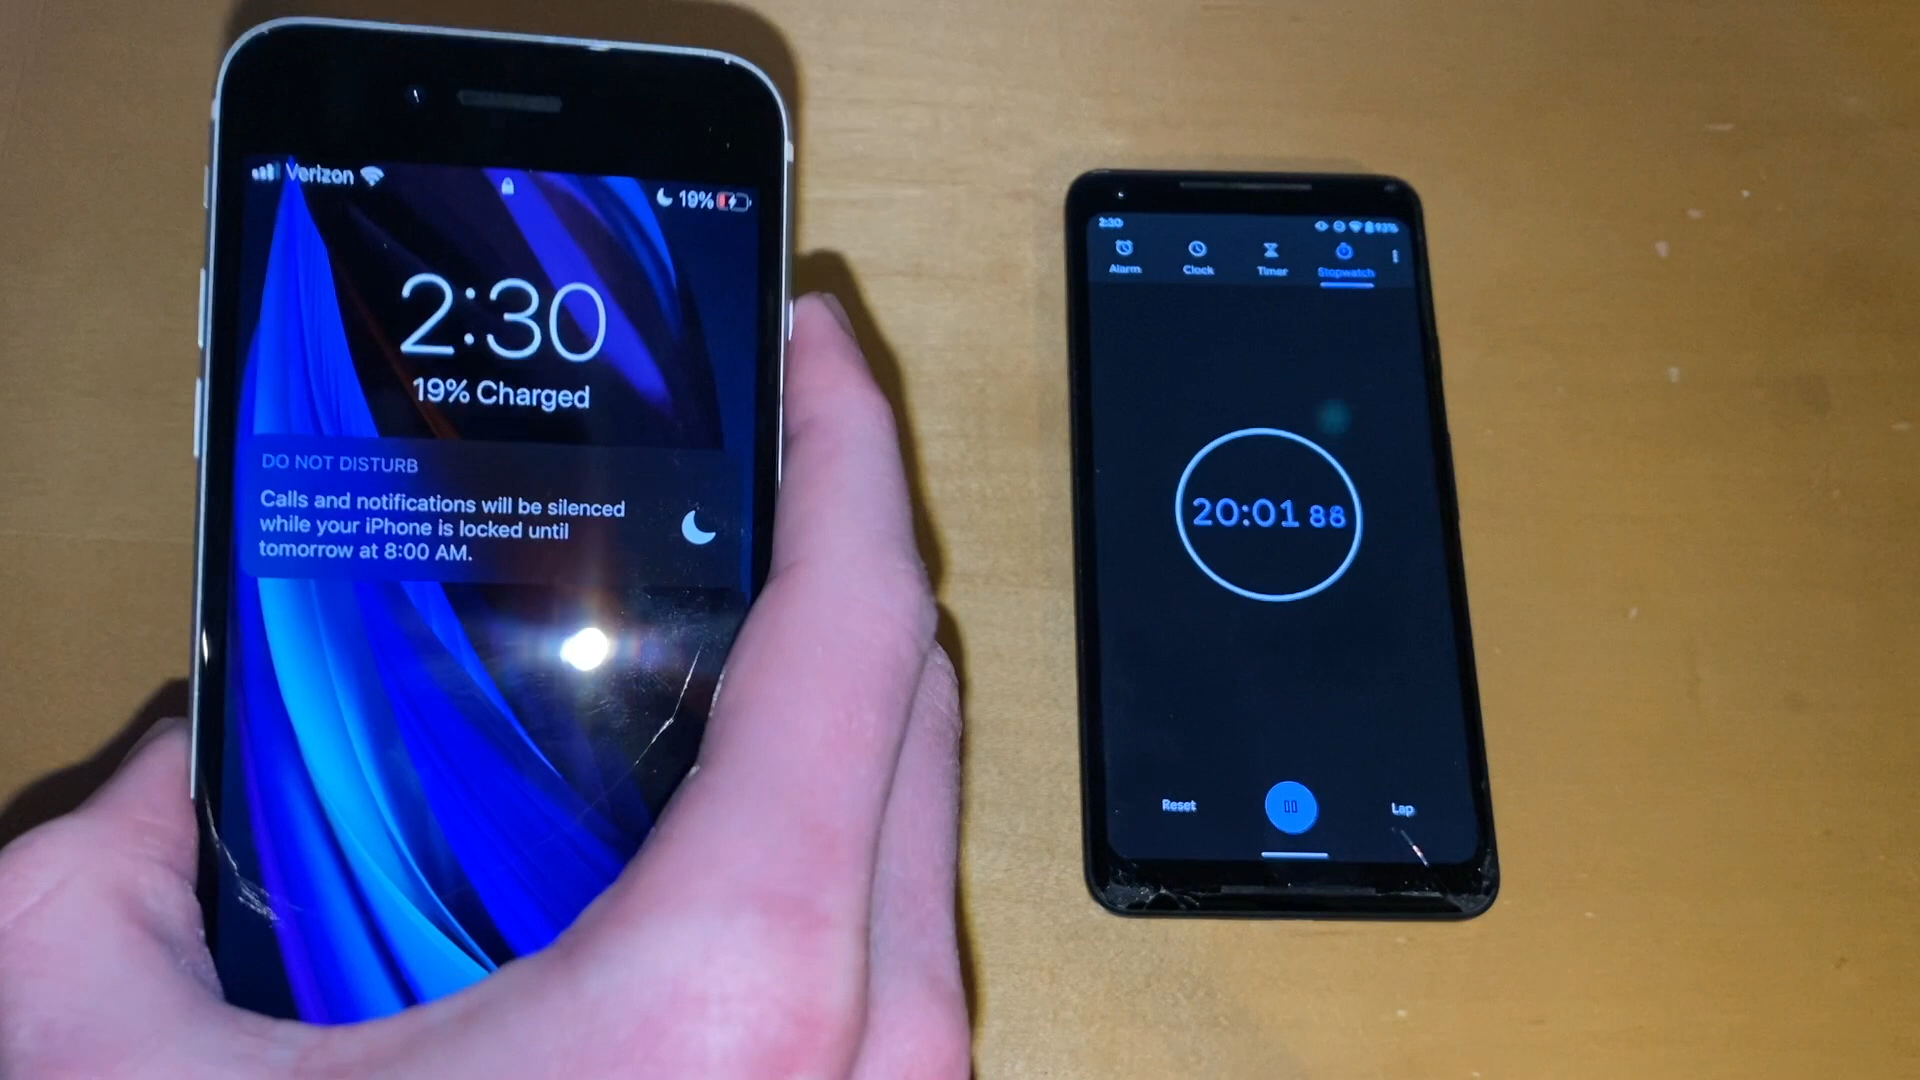 Verizon
19%
2:30
19% Charged
DO NOT DISTURB
Calls and notifications will be silenced
while your iPhone is locked until
tomorrow at 8:00 AM.
2:30
93%
Alarm
Clock
Timer
Stopwatch
20:01 88
Reset
Lap